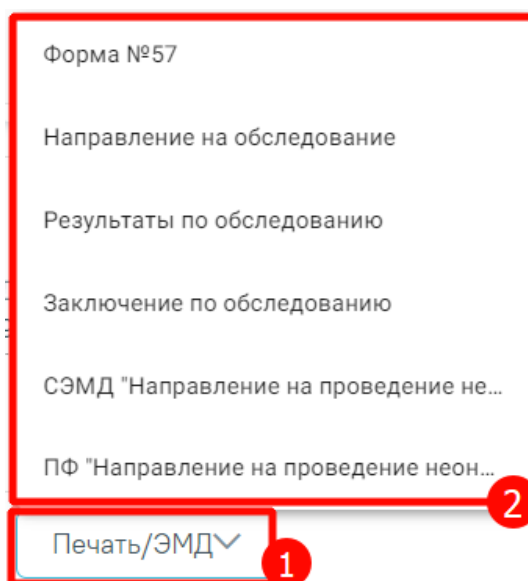 Форма №57
Направление на обследование
Результаты по обследованию
Заключение по обследованию
СЭМД "Направление на проведение не...
ПФ "Направление на проведение неон...
2
Печать/ЭМД
1